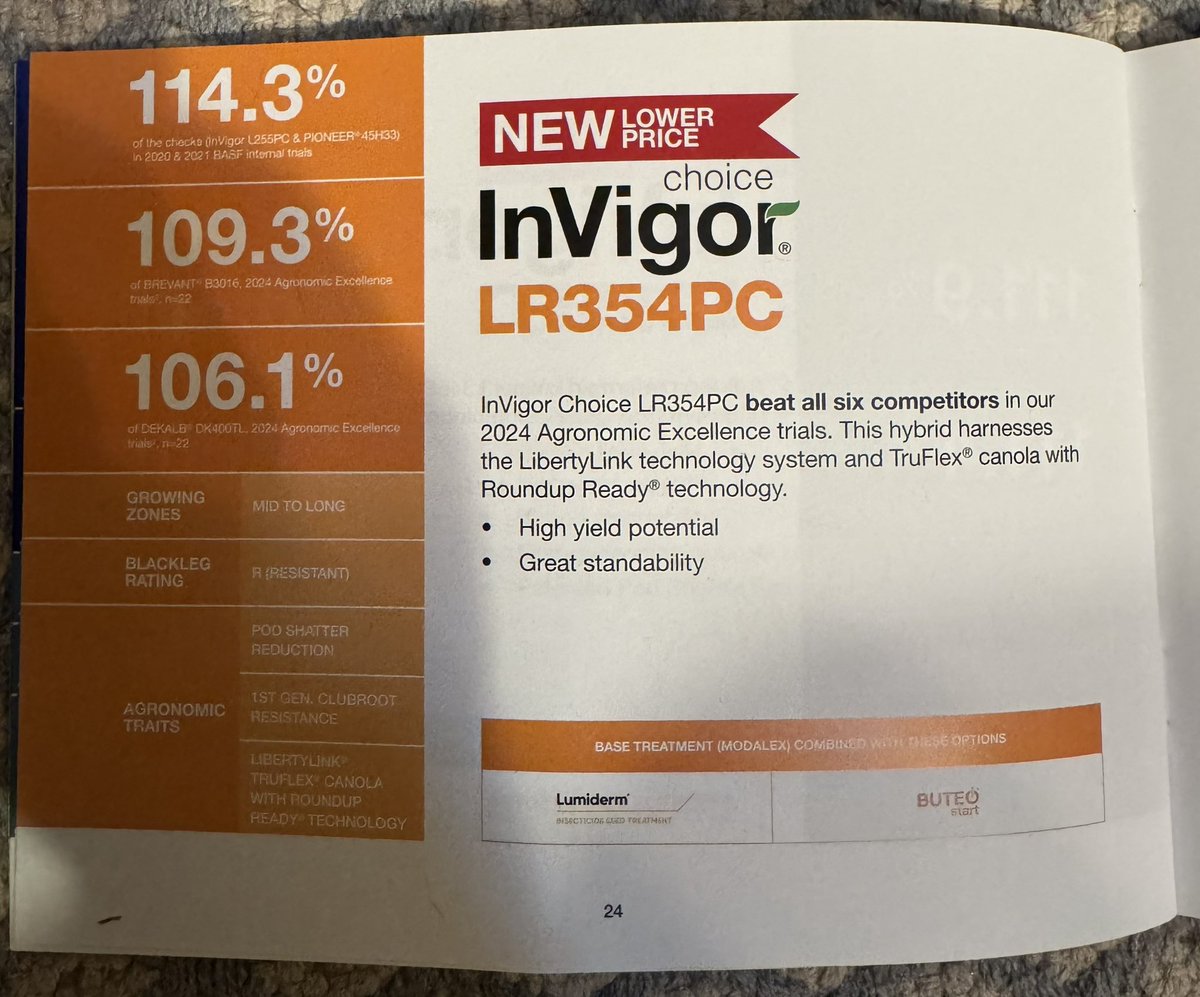 114.3%
of the checks (InVigor L255PC & PIONEER® 45H33)
in 2020 & 2021 BASF internal trials
109.3%
of BREVANT® B3016, 2024 Agronomic Excellence
trials¹, n=22
106.1%
of DEKALB® DK400TL, 2024 Agronomic Excellence
trials¹, n=22
GROWING
ZONES
MID TO LONG
BLACKLEG
RATING
R (RESISTANT)
AGRONOMIC
TRAITS
POD SHATTER
REDUCTION
1ST GEN. CLUBROOT
RESISTANCE
LIBERTYLINK®
TRUFLEX® CANOLA
WITH ROUNDUP
READY® TECHNOLOGY
NEW LOWER
PRICE
choice
InVigor®
LR354PC
InVigor Choice LR354PC beat all six competitors in our
2024 Agronomic Excellence trials. This hybrid harnesses
the LibertyLink technology system and TruFlex® canola with
Roundup Ready® technology.
• High yield potential
• Great standability
BASE TREATMENT (MODALEX) COMBINED WITH THESE OPTIONS
Lumiderm®
INSECTICIDE SEED TREATMENT
BUTEO
start
24